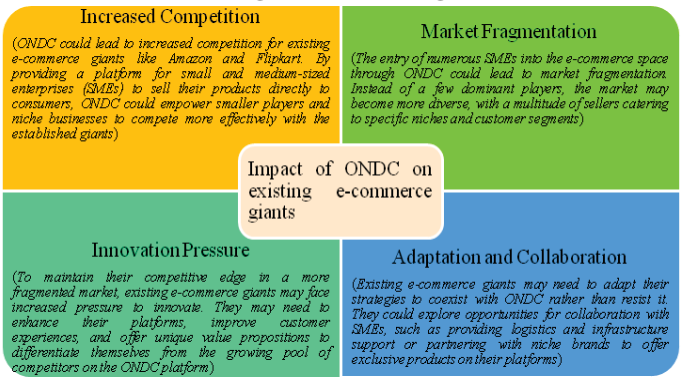 Increased Competition
(ONDC could lead to increased competition for existing
e-commerce giants like Amazon and Flipkart. By
providing a platform for small and medium-sized
enterprises (SMEs) to sell their products directly to
consumers, ONDC could empower smaller players and
niche businesses to compete more effectively with the
established giants)
Market Fragmentation
(The entry of numerous SMEs into the e-commerce space
through ONDC could lead to market fragmentation.
Instead of a few dominant players, the market may
become more diverse, with a multitude of sellers catering
to specific niches and customer segments)
Impact of ONDC on
existing e-commerce
giants
Innovation Pressure
(To maintain their competitive edge in a more
fragmented market, existing e-commerce giants may face
increased pressure to innovate. They may need to
enhance their platforms, improve customer
experiences, and offer unique value propositions to
differentiate themselves from the growing pool of
competitors on the ONDC platform)
Adaptation and Collaboration
(Existing e-commerce giants may need to adapt their
strategies to coexist with ONDC rather than resist it.
They could explore opportunities for collaboration with
SMEs, such as providing logistics and infrastructure
support or partnering with niche brands to offer
exclusive products on their platforms)